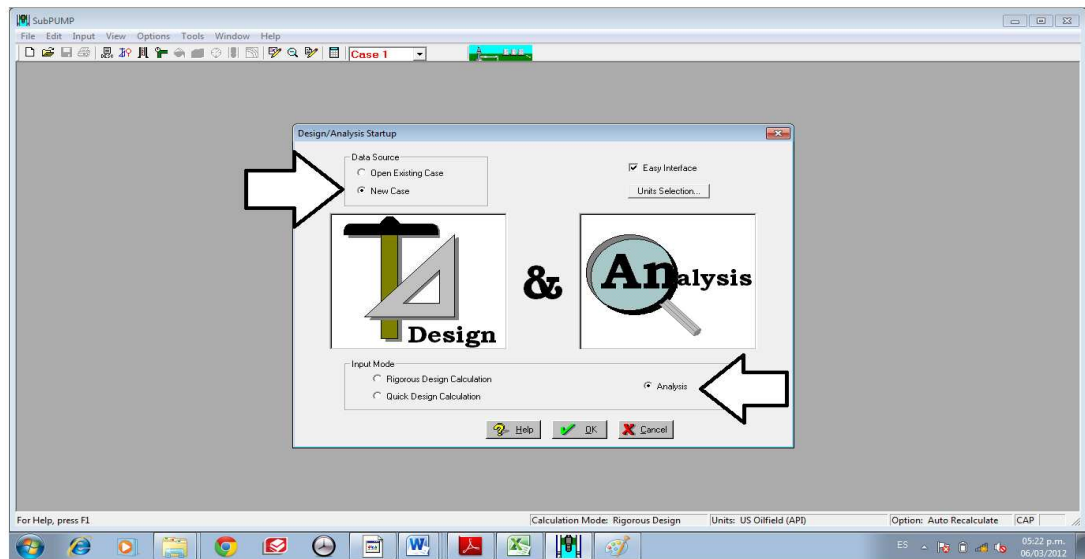 SubPUMP
File Edit Input View Options Tools Window Help
Case 1
Design/Analysis Startup
Data Source
Open Existing Case
New Case
Easy Interface
Units Selection...
Design
&
Analysis
Input Mode
Rigorous Design Calculation
Quick Design Calculation
Analysis
Help OK Cancel
For Help, press F1 Calculation Mode: Rigorous Design Units: US Oilfield (API) Option: Auto Recalculate CAP
ES 05:22 p.m.
06/03/2012